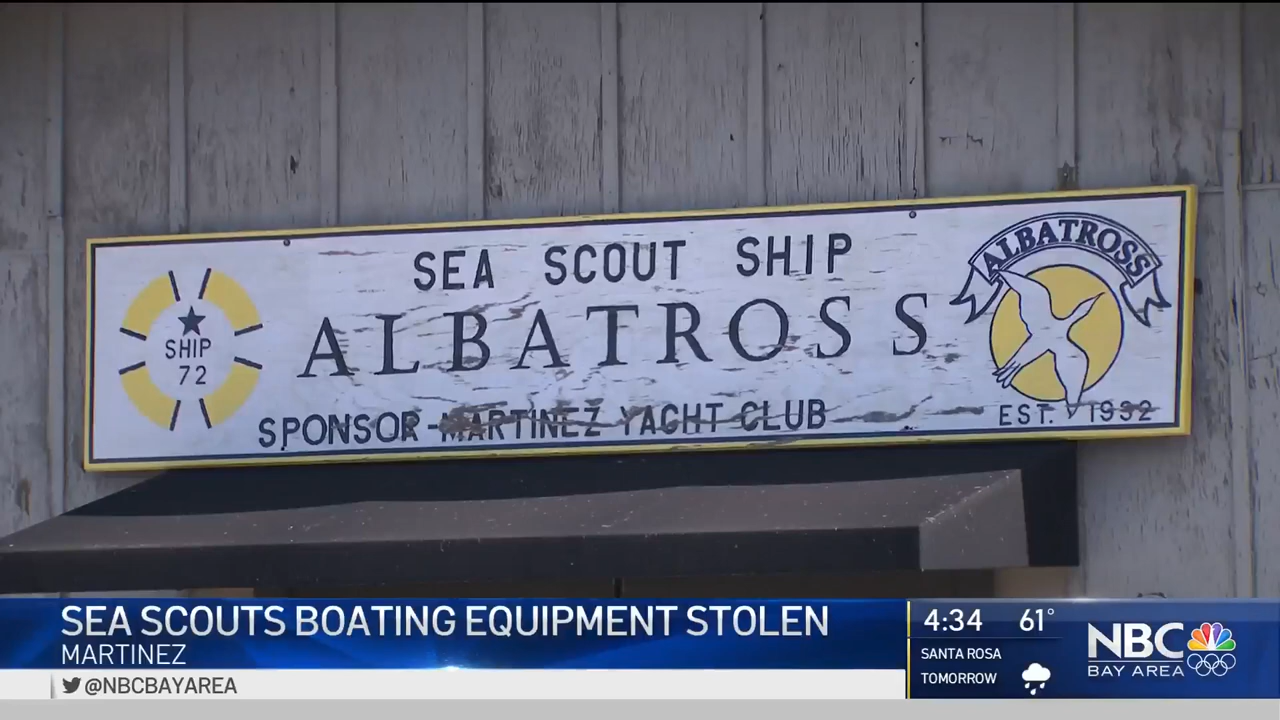 SEA SCOUT SHIP
ALBATROSS
ALBATROSS
SHIP
72
SPONSOR - MARTINEZ YACHT CLUB
EST. 1932
SEA SCOUTS BOATING EQUIPMENT STOLEN
MARTINEZ
@NBCBAYAREA
4:34 61°
SANTA ROSA
TOMORROW
NBC
BAY AREA